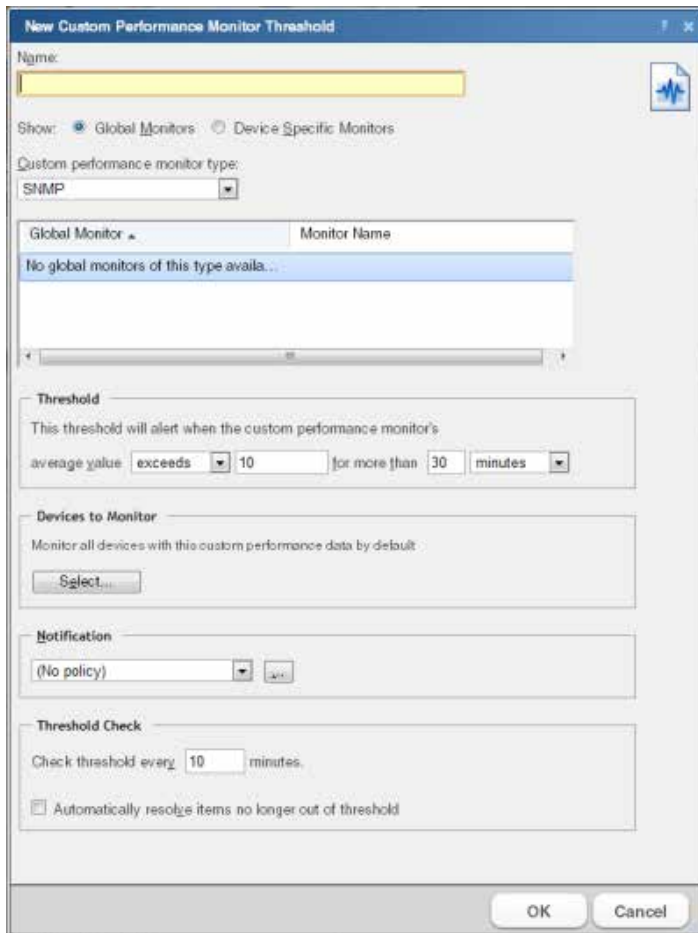 New Custom Performance Monitor Threshold ? x
Name:
Show: Global Monitors Device Specific Monitors
Custom performance monitor type:
SNMP
Global Monitor Monitor Name
No global monitors of this type availa...
Threshold
This threshold will alert when the custom performance monitor's
average value exceeds 10 for more than 30 minutes
Devices to Monitor
Monitor all devices with this custom performance data by default
Select...
Notification
(No policy) ...
Threshold Check
Check threshold every 10 minutes.
Automatically resolve items no longer out of threshold
OK Cancel